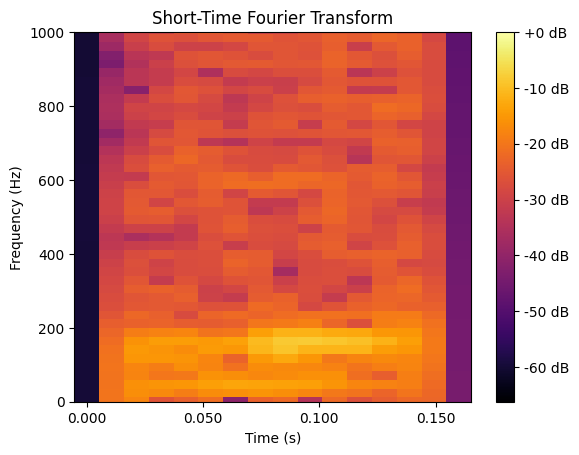 Short-Time Fourier Transform
Frequency (Hz)
1000
800
600
400
200
0
0.000
0.050
0.100
0.150
Time (s)
+0 dB
-10 dB
-20 dB
-30 dB
-40 dB
-50 dB
-60 dB